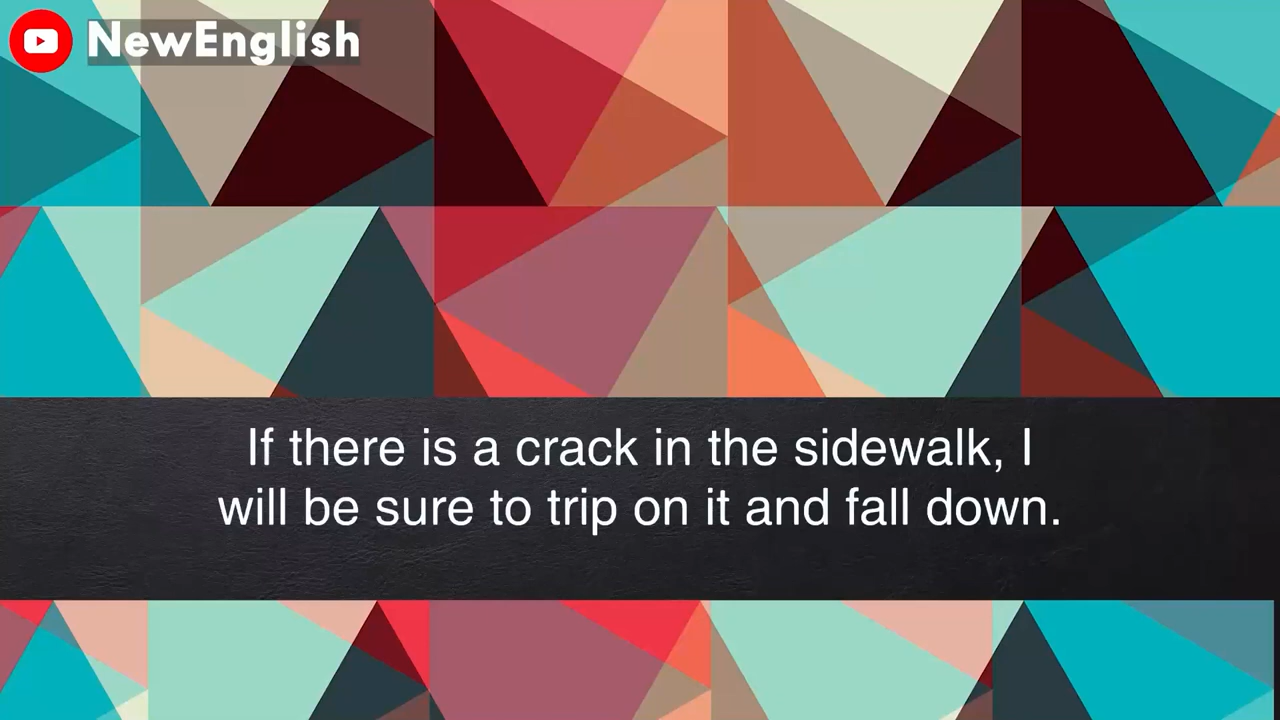 NewEnglish
If there is a crack in the sidewalk, I
will be sure to trip on it and fall down.